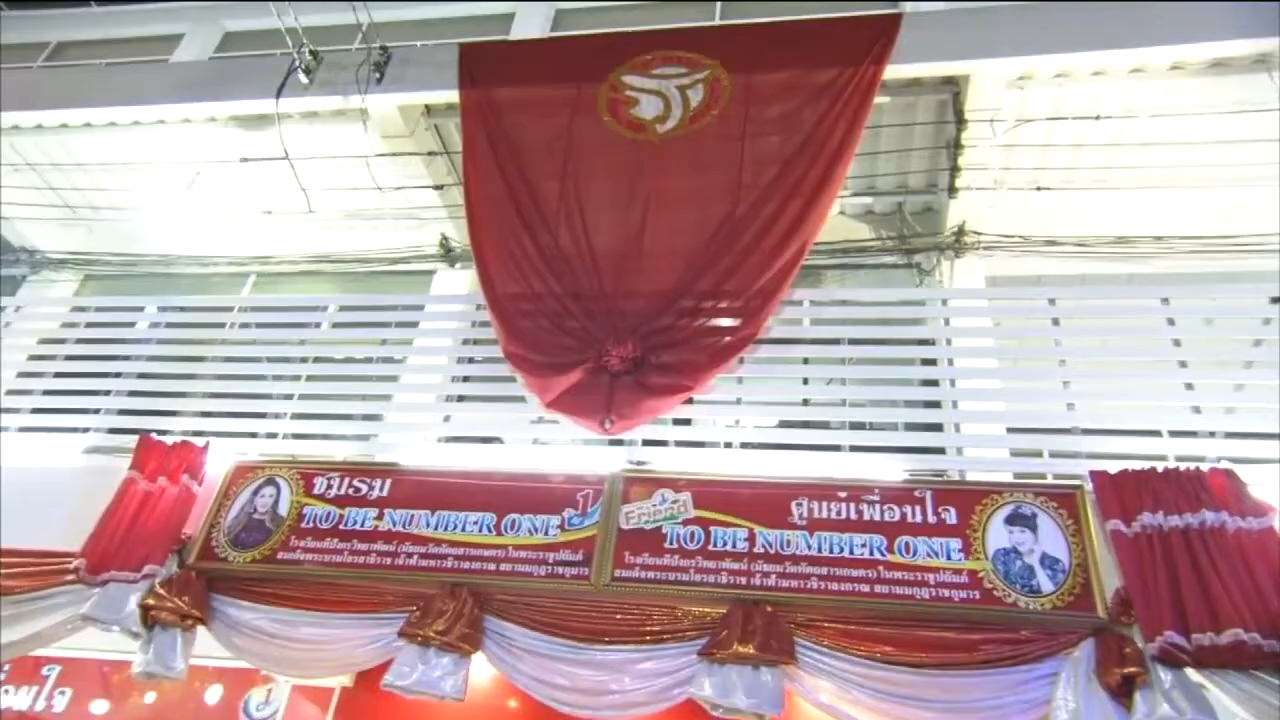 ชมรม
TO BE NUMBER ONE
โรงเรียนทีปังกรวิทยาพัฒน์ (มัธยมวัดหัตถสารเกษตร) ในพระราชูปถัมภ์
สมเด็จพระบรมโอรสาธิราช เจ้าฟ้ามหาวชิราลงกรณ สยามมกุฎราชกุมาร
Friend
ศูนย์เพื่อนใจ
TO BE NUMBER ONE
โรงเรียนทีปังกรวิทยาพัฒน์ (มัธยมวัดหัตถสารเกษตร) ในพระราชูปถัมภ์
สมเด็จพระบรมโอรสาธิราช เจ้าฟ้ามหาวชิราลงกรณ สยามมกุฎราชกุมาร